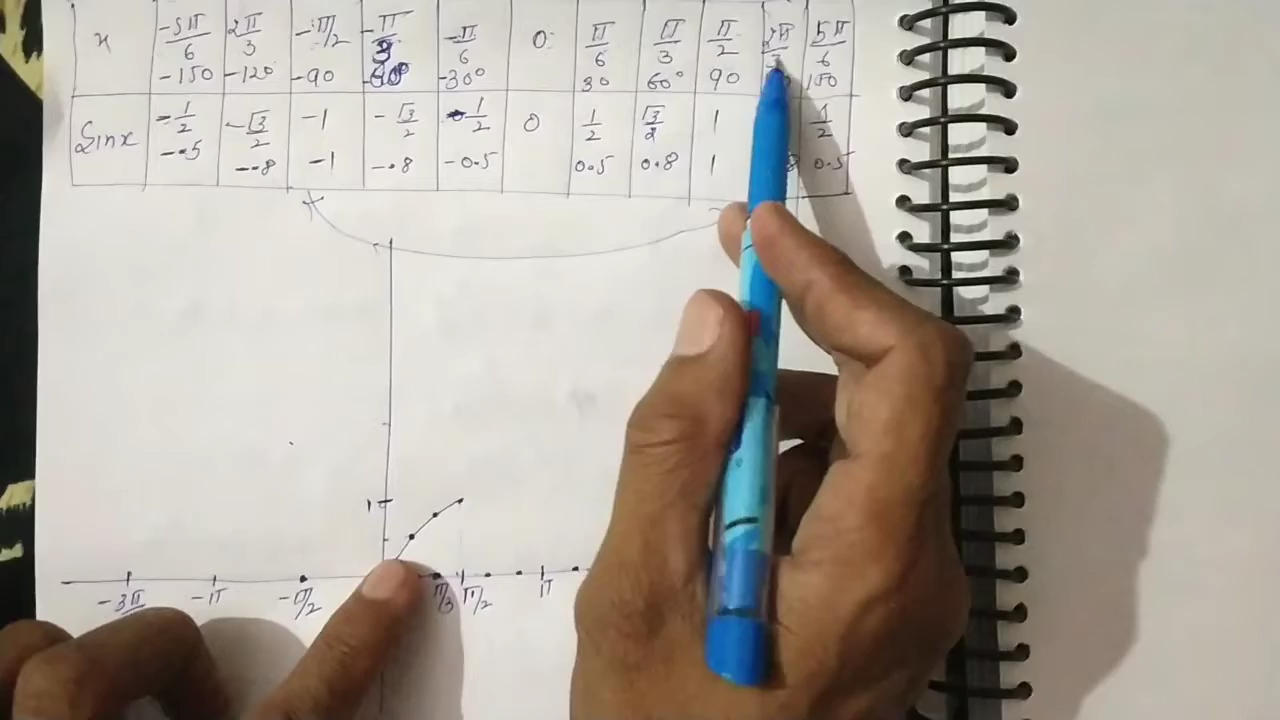 x -5π/6 2π/3 -π/2 -π/3 -π/6 0 π/6 π/3 π/2 2π/3 5π/6
-150 -120 -90 -60° -30° 30 60° 90 150
Sinx -1/2 -√3/2 -1 -√3/2 -1/2 0 1/2 √3/2 1 1/2
-.5 -.8 -1 -.8 -0.5 0.5 0.8 1 8 0.5
1
-3π -π -π/2 π/3 π/2 π